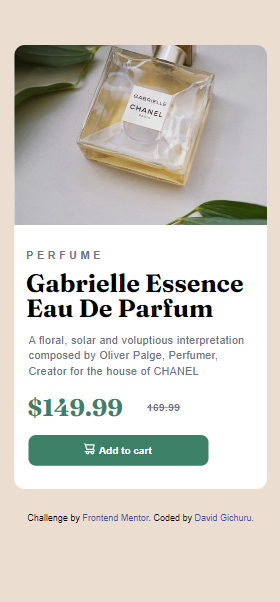 GABRIELLE
CHANEL
PARIS
PERFUME
Gabrielle Essence
Eau De Parfum
A floral, solar and voluptious interpretation
composed by Oliver Palge, Perfumer,
Creator for the house of CHANEL
$149.99 169.99
Add to cart
Challenge by Frontend Mentor. Coded by David Gichuru.